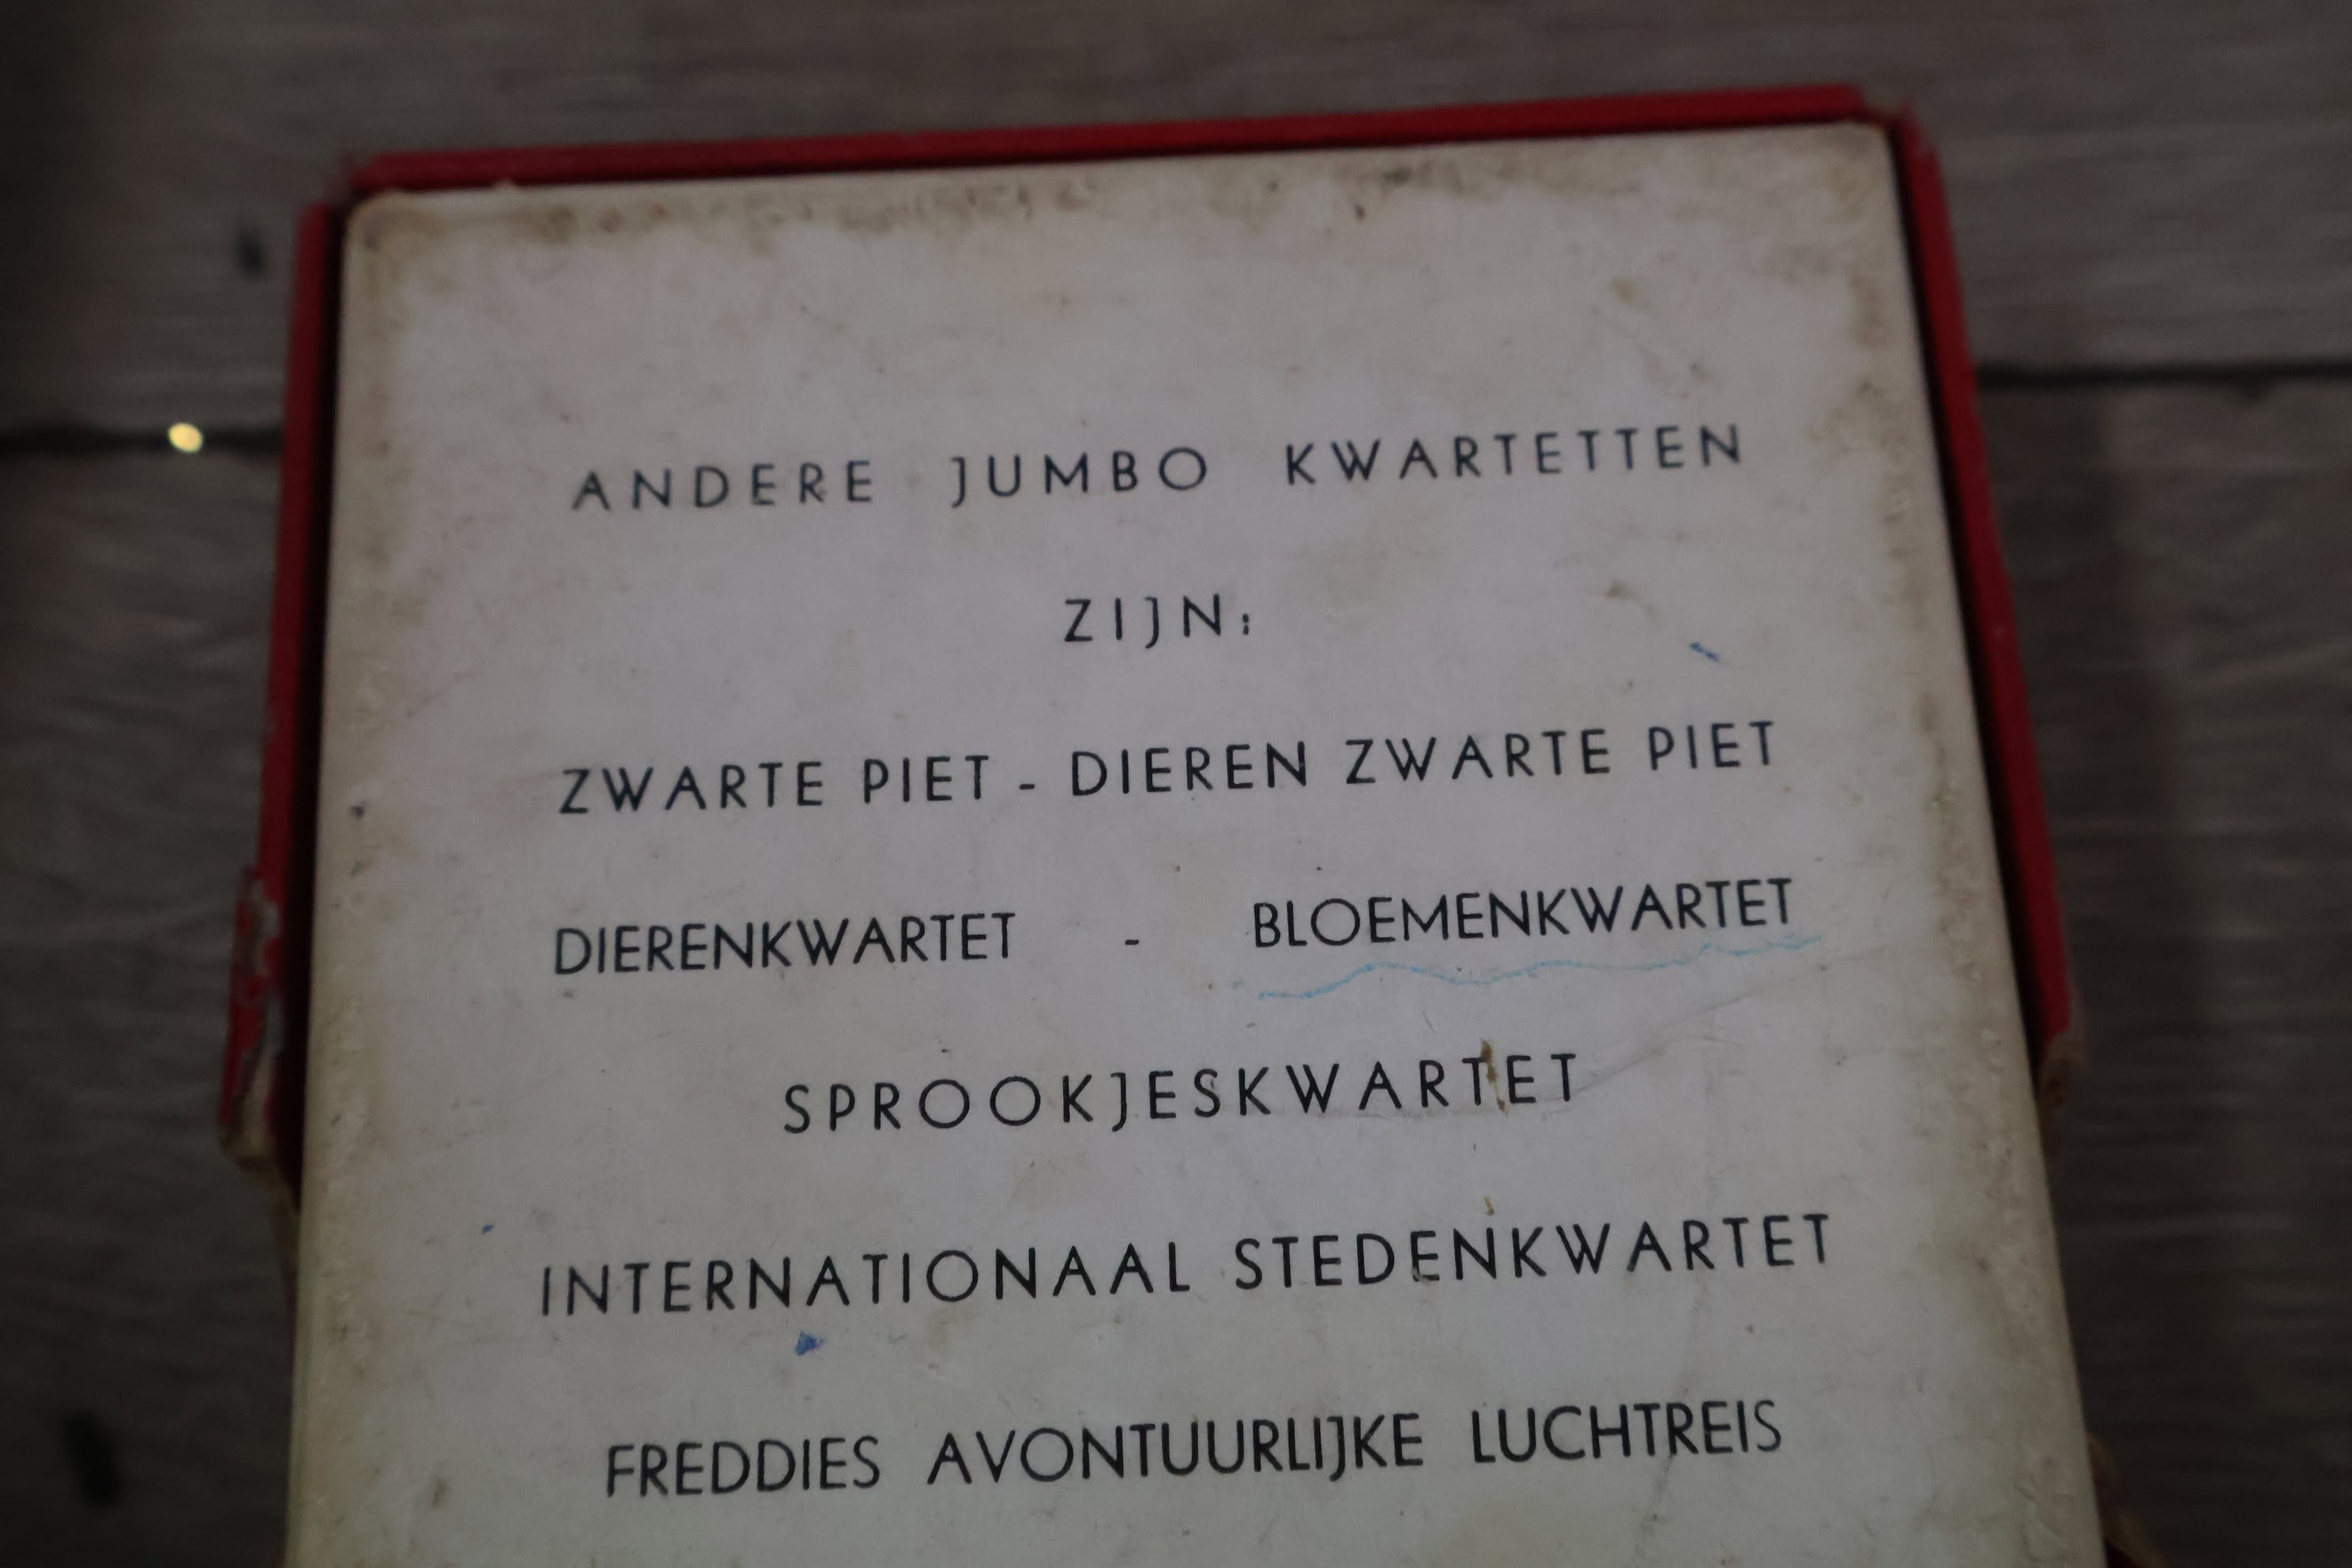 ANDERE JUMBO KWARTETTEN
ZIJN:
ZWARTE PIET - DIEREN ZWARTE PIET
DIERENKWARTET - BLOEMENKWARTET
SPROOKJESKWARTET
INTERNATIONAAL STEDENKWARTET
FREDDIES AVONTUURLIJKE LUCHTREIS